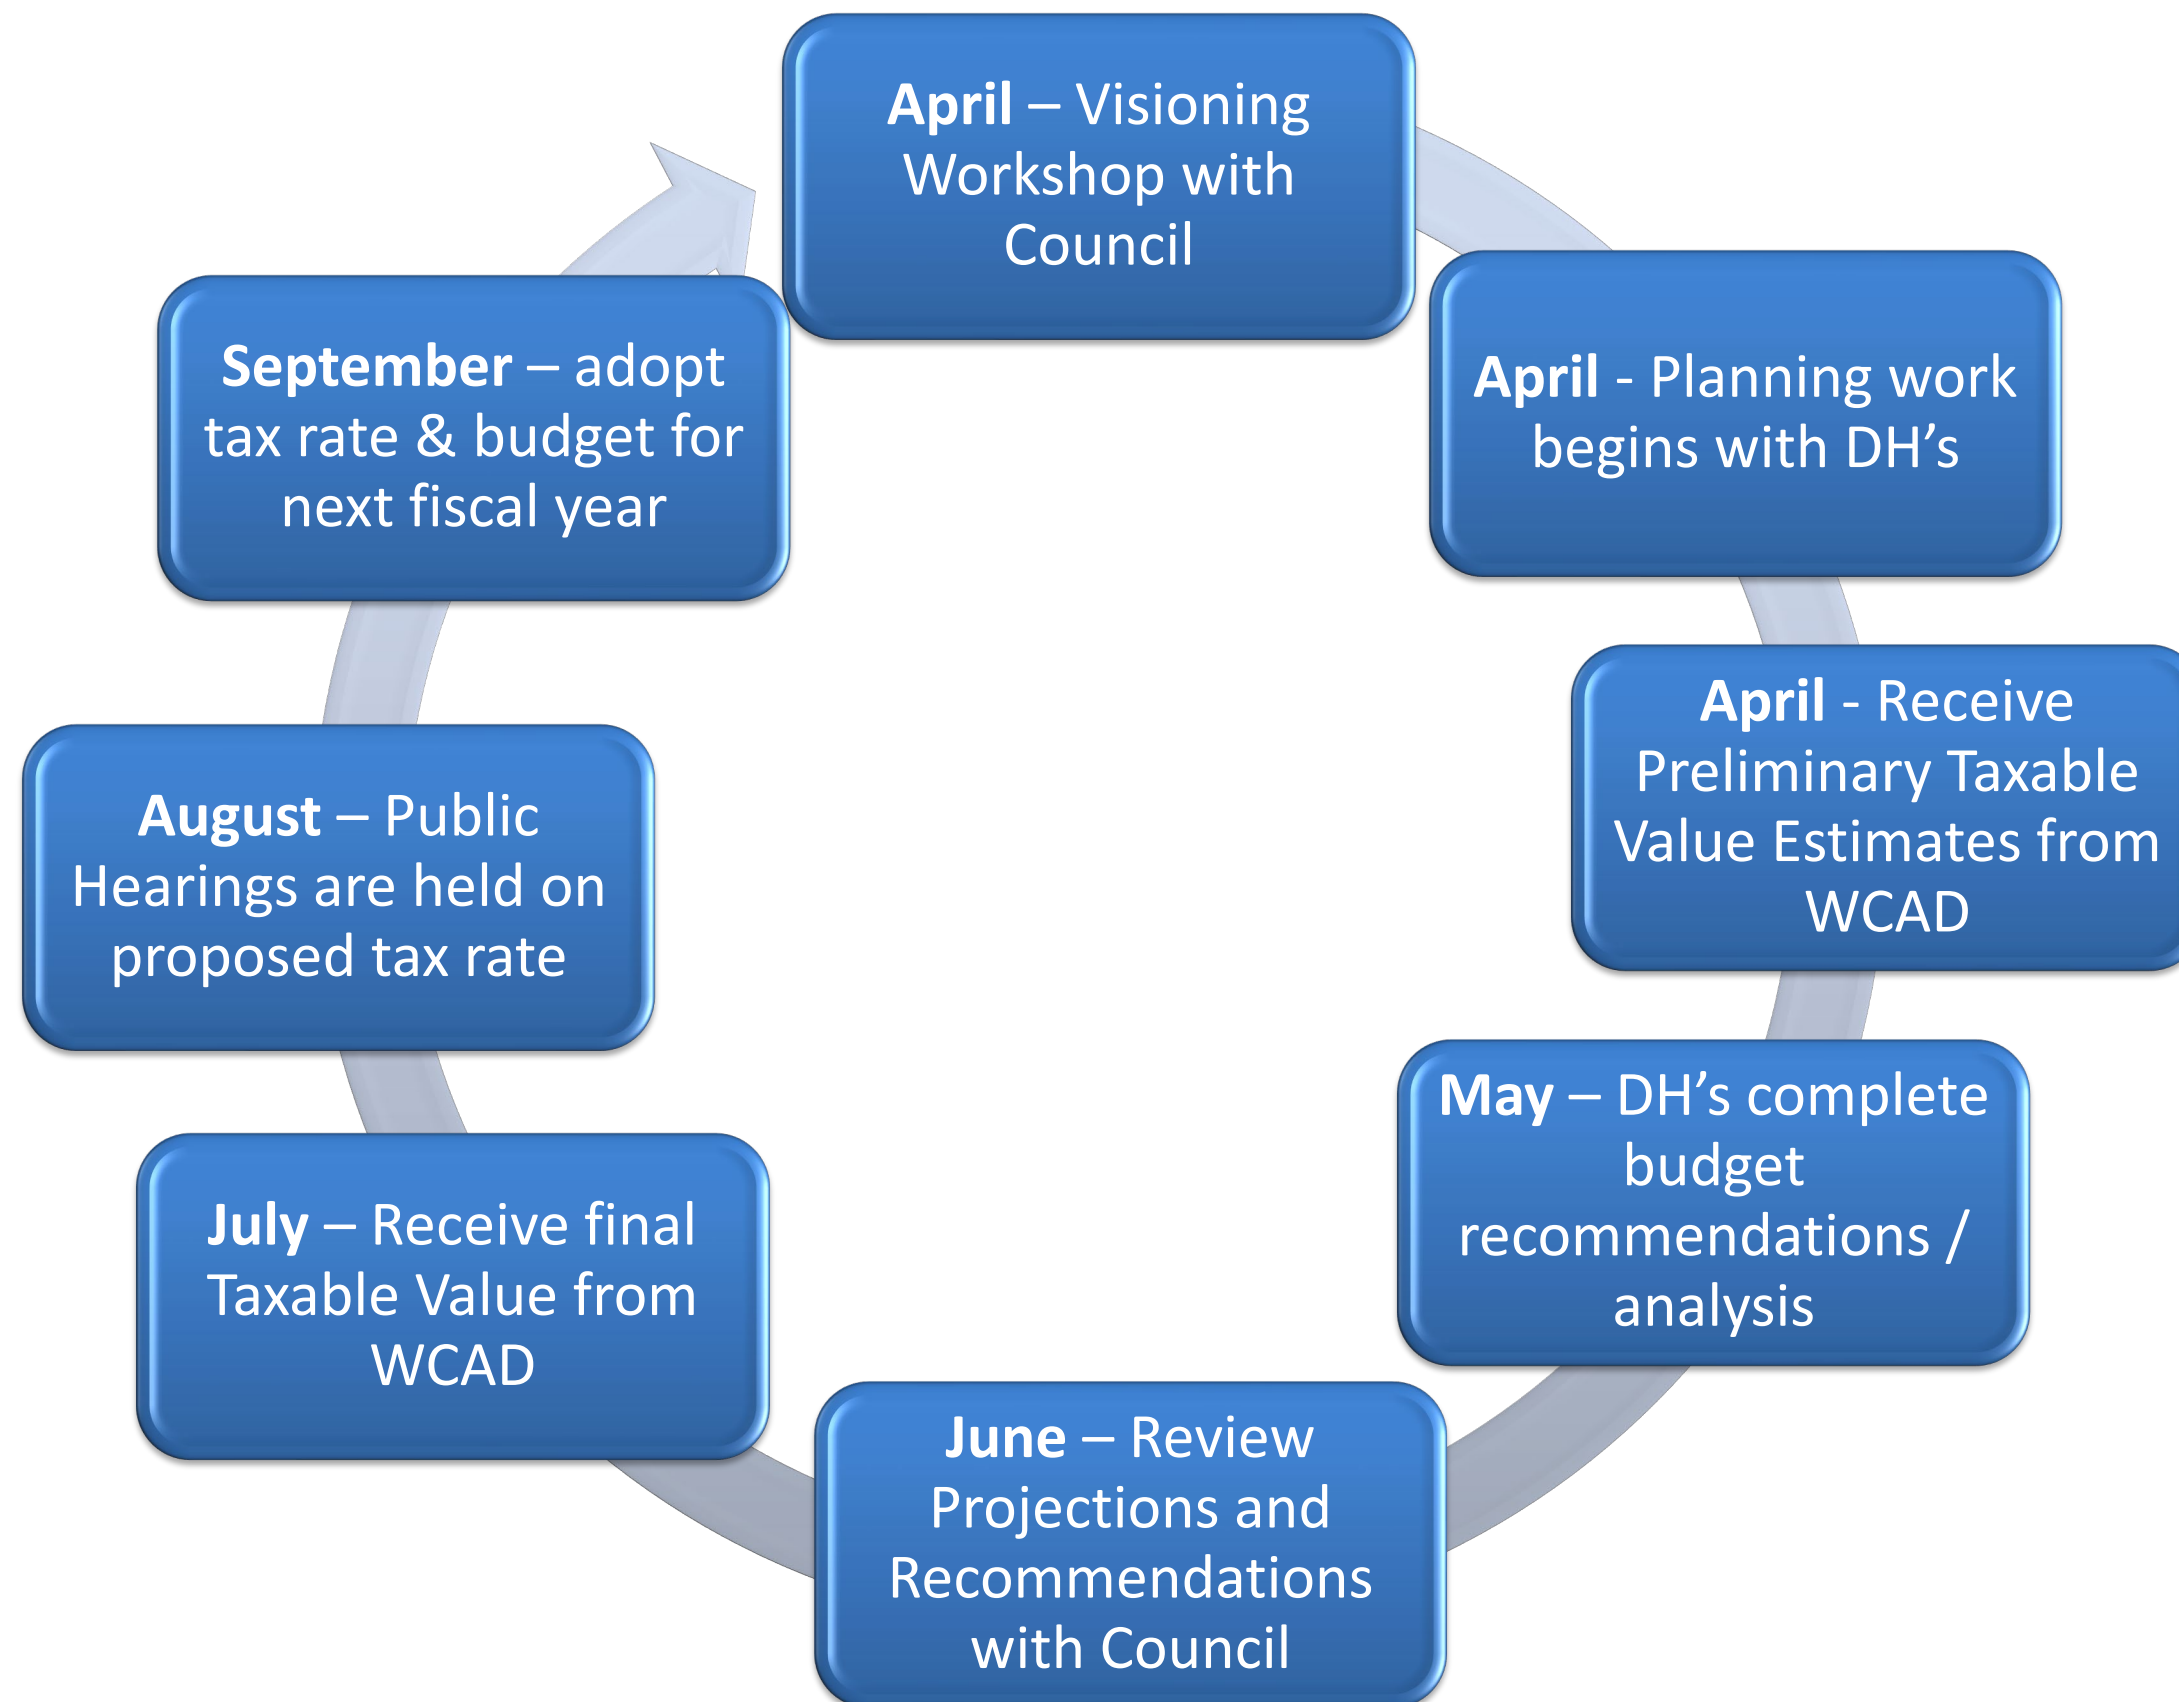 April – Visioning
Workshop with
Council
April - Planning work
begins with DH’s
April - Receive
Preliminary Taxable
Value Estimates from
WCAD
May – DH’s complete
budget
recommendations /
analysis
June – Review
Projections and
Recommendations
with Council
July – Receive final
Taxable Value from
WCAD
August – Public
Hearings are held on
proposed tax rate
September – adopt
tax rate & budget for
next fiscal year